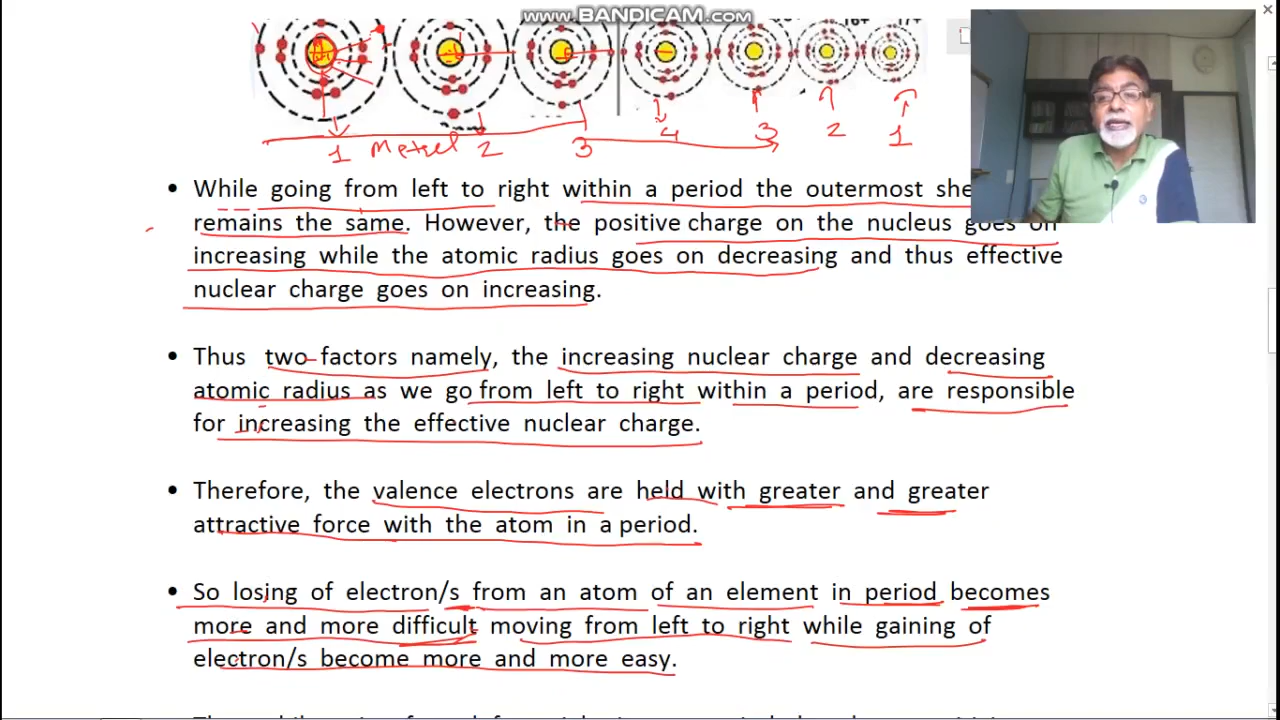 www.BANDICAM.com
16+ 17+
4 3 2 1
1 Metal 2 3
• While going from left to right within a period the outermost she
remains the same. However, the positive charge on the nucleus goes on
increasing while the atomic radius goes on decreasing and thus effective
nuclear charge goes on increasing.
• Thus two factors namely, the increasing nuclear charge and decreasing
atomic radius as we go from left to right within a period, are responsible
for increasing the effective nuclear charge.
• Therefore, the valence electrons are held with greater and greater
attractive force with the atom in a period.
• So losing of electron/s from an atom of an element in period becomes
more and more difficult moving from left to right while gaining of
electron/s become more and more easy.